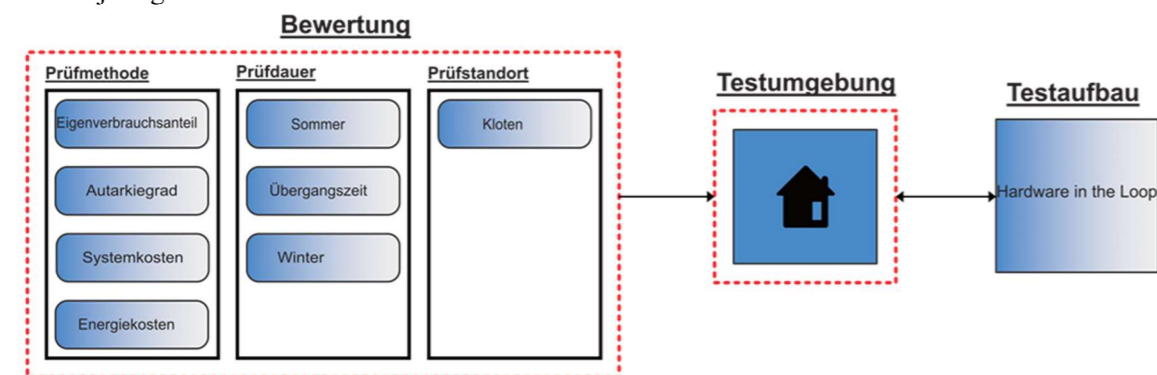 Bewertung
Prüfmethode
Eigenverbrauchsanteil
Autarkiegrad
Systemkosten
Energiekosten
Prüfdauer
Sommer
Übergangszeit
Winter
Prüfstandort
Kloten
Testumgebung
Testaufbau
Hardware in the Loop